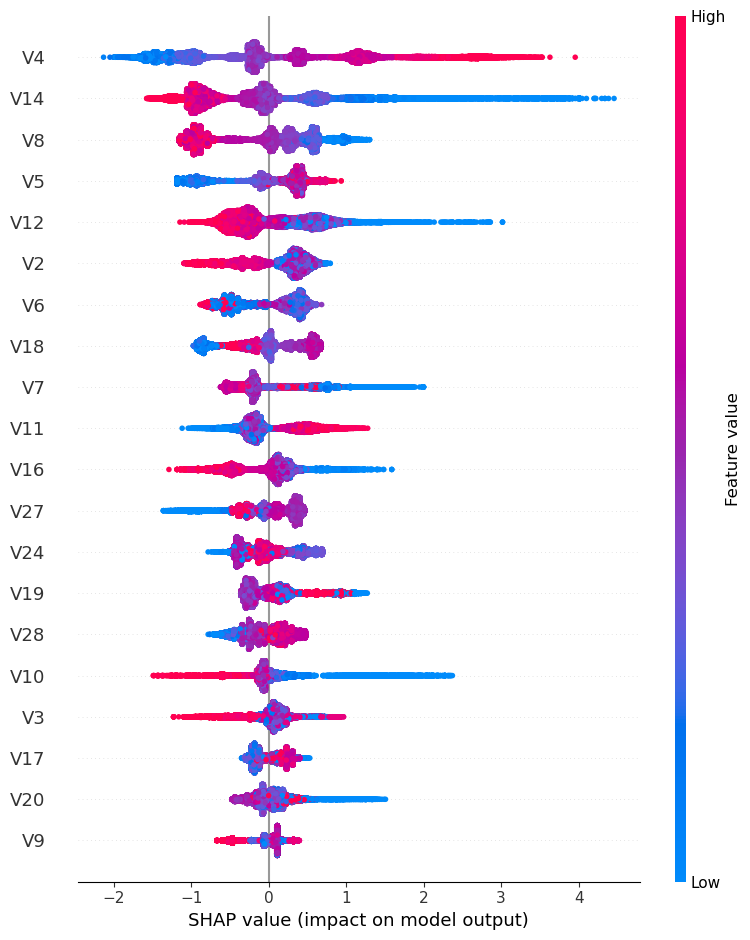 High
V4
V14
V8
V5
V12
V2
V6
V18
V7
V11
V16
V27
V24
V19
V28
V10
V3
V17
V20
V9
Feature value
Low
−2 −1 0 1 2 3 4
SHAP value (impact on model output)